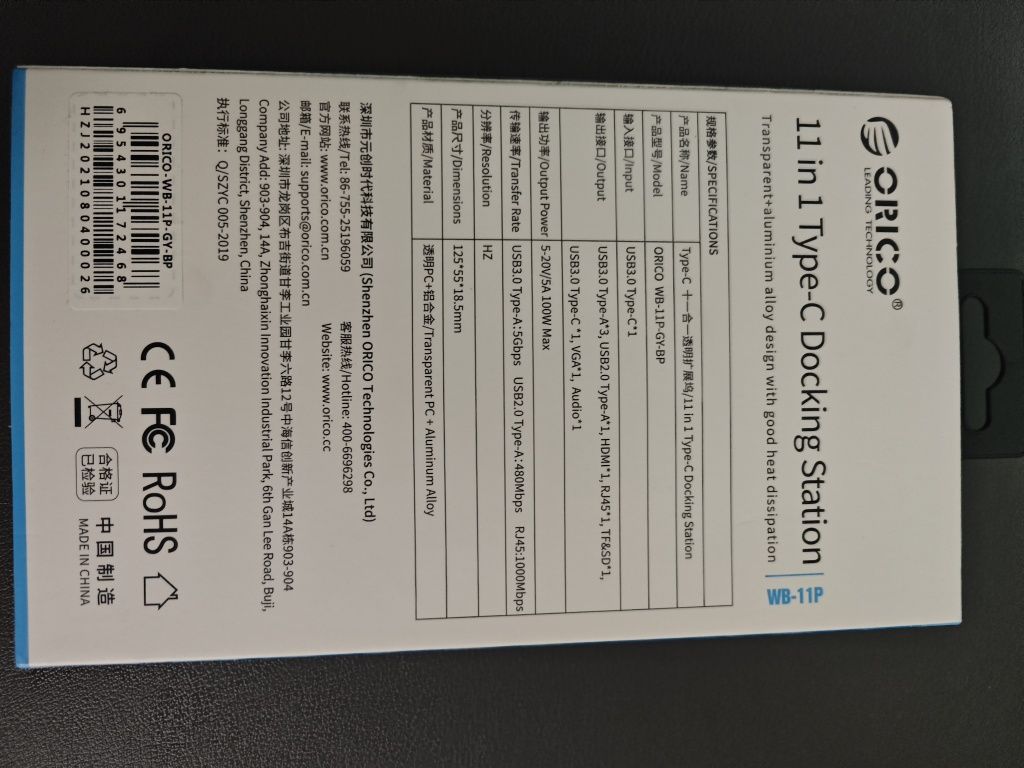 ORICO®
LEADING TECHNOLOGY
11 in 1 Type-C Docking Station WB-11P
Transparent+aluminium alloy design with good heat dissipation
规格参数/SPECIFICATIONS
产品名称/Name Type-C 十一合一透明扩展坞/11 in 1 Type-C Docking Station
产品型号/Model ORICO WB-11P-GY-BP
输入接口/Input USB3.0 Type-C*1
输出接口/Output USB3.0 Type-A*3, USB2.0 Type-A*1, HDMI*1, RJ45*1, TF&SD*1,
USB3.0 Type-C *1, VGA*1, Audio*1
输出功率/Output Power 5-20V/5A 100W Max
传输速率/Transfer Rate USB3.0 Type-A:5Gbps USB2.0 Type-A:480Mbps RJ45:1000Mbps
分辨率/Resolution HZ
产品尺寸/Dimensions 125*55*18.5mm
产品材质/Material 透明PC+铝合金/Transparent PC + Aluminum Alloy
深圳市元创时代科技有限公司 (Shenzhen ORICO Technologies Co., Ltd)
联系热线/Tel: 86-755-25196059 客服热线/Hotline: 400-6696298
官方网站: www.orico.com.cn Website: www.orico.cc
邮箱/E-mail: supports@orico.com.cn
公司地址: 深圳市龙岗区布吉街道甘李工业园甘李六路12号中海信创新产业城14A栋903-904
Company Add: 903-904, 14A, Zhonghaixin Innovation Industrial Park, 6th Gan Lee Road, Buji,
Longgang District, Shenzhen, China
执行标准: Q/SZYC 005-2019
ORICO-WB-11P-GY-BP
6954301172468
HZJ2021080400026
CE FC RoHS
合格证
已检验
中国制造
MADE IN CHINA